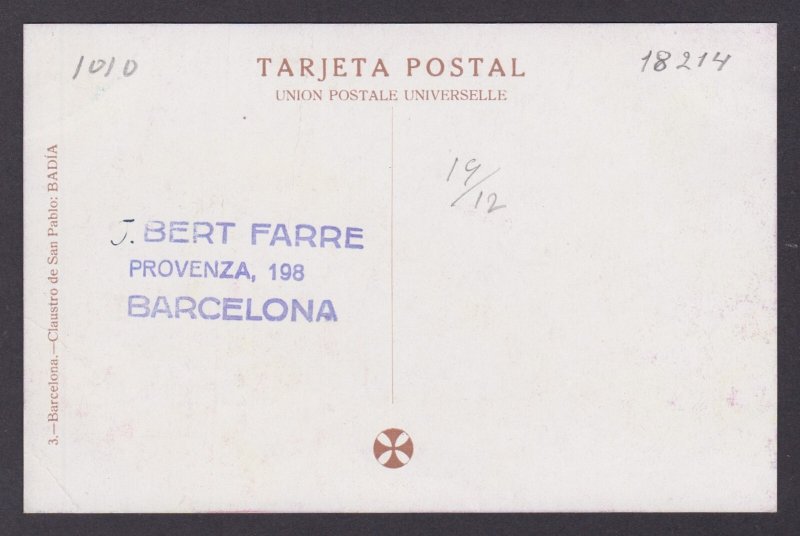 1010
TARJETA POSTAL
18214
UNION POSTALE UNIVERSELLE
19/12
J. BERT FARRE
PROVENZA, 198
BARCELONA
3.—Barcelona.—Claustro de San Pablo: BADÍA